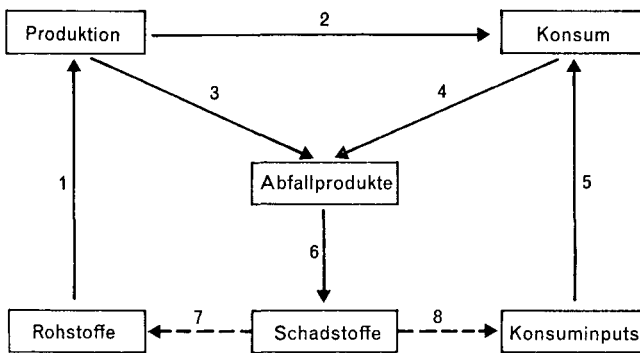 Produktion
2
Konsum
3
4
1
Abfallprodukte
5
6
Rohstoffe
7
Schadstoffe
8
Konsuminputs